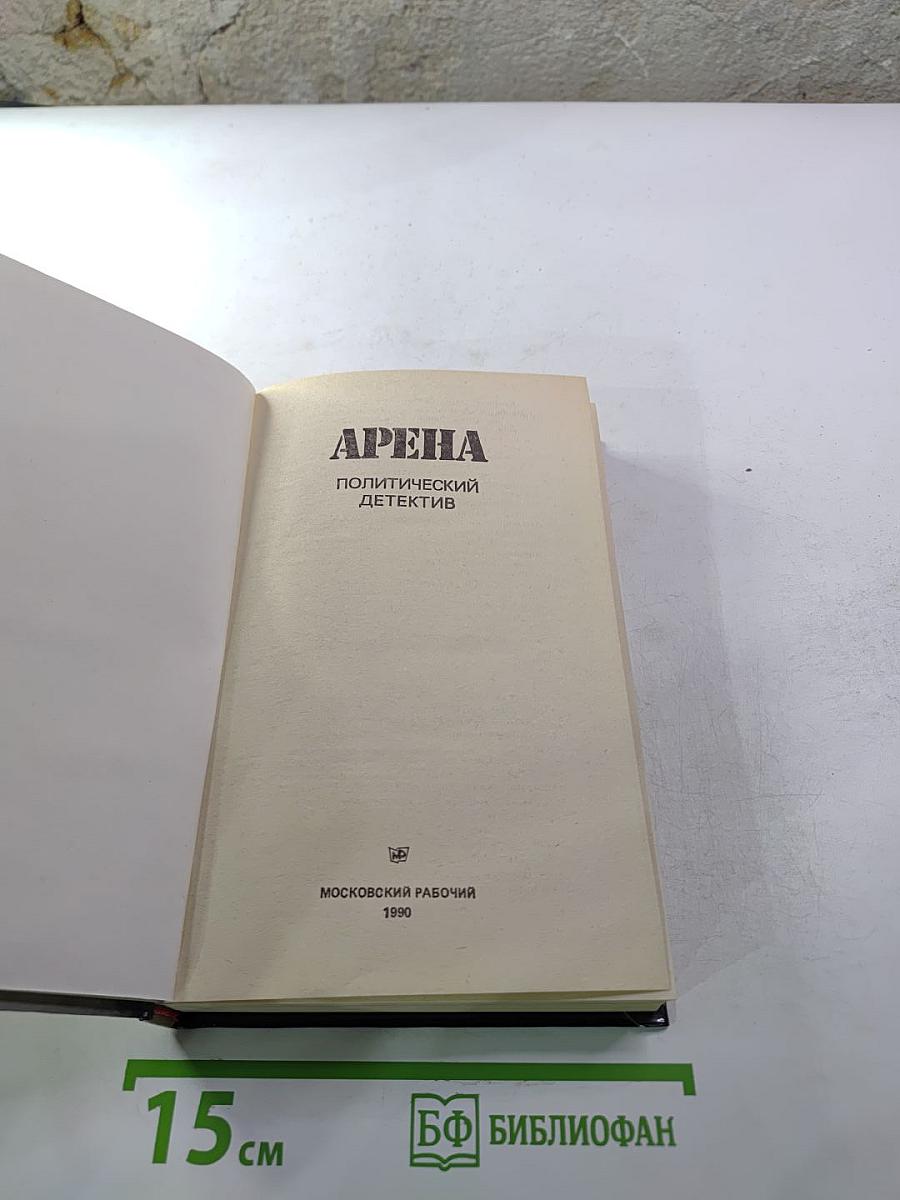 АРЕНА
ПОЛИТИЧЕСКИЙ
ДЕТЕКТИВ
МР
МОСКОВСКИЙ РАБОЧИЙ
1990
15 см
БФ БИБЛИОФАН